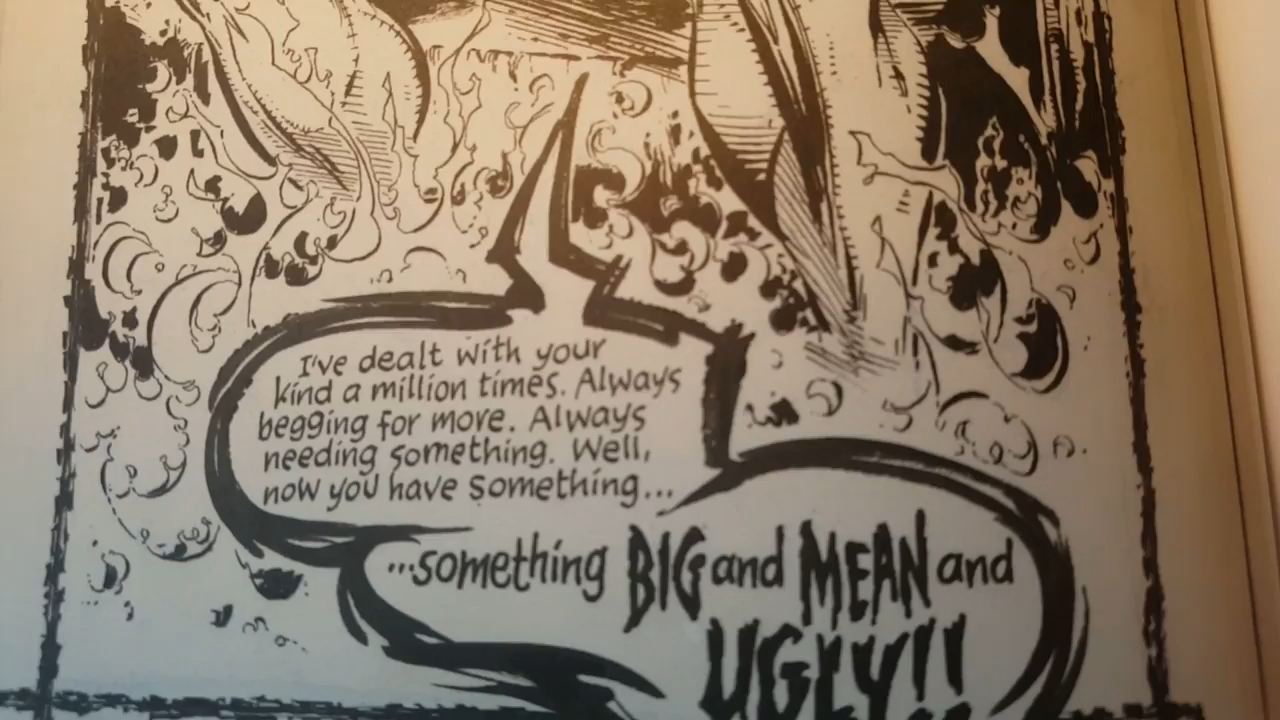 I've dealt with your
kind a million times. Always
begging for more. Always
needing something. Well,
now you have something...
...something BIG and MEAN and
UGLY!!